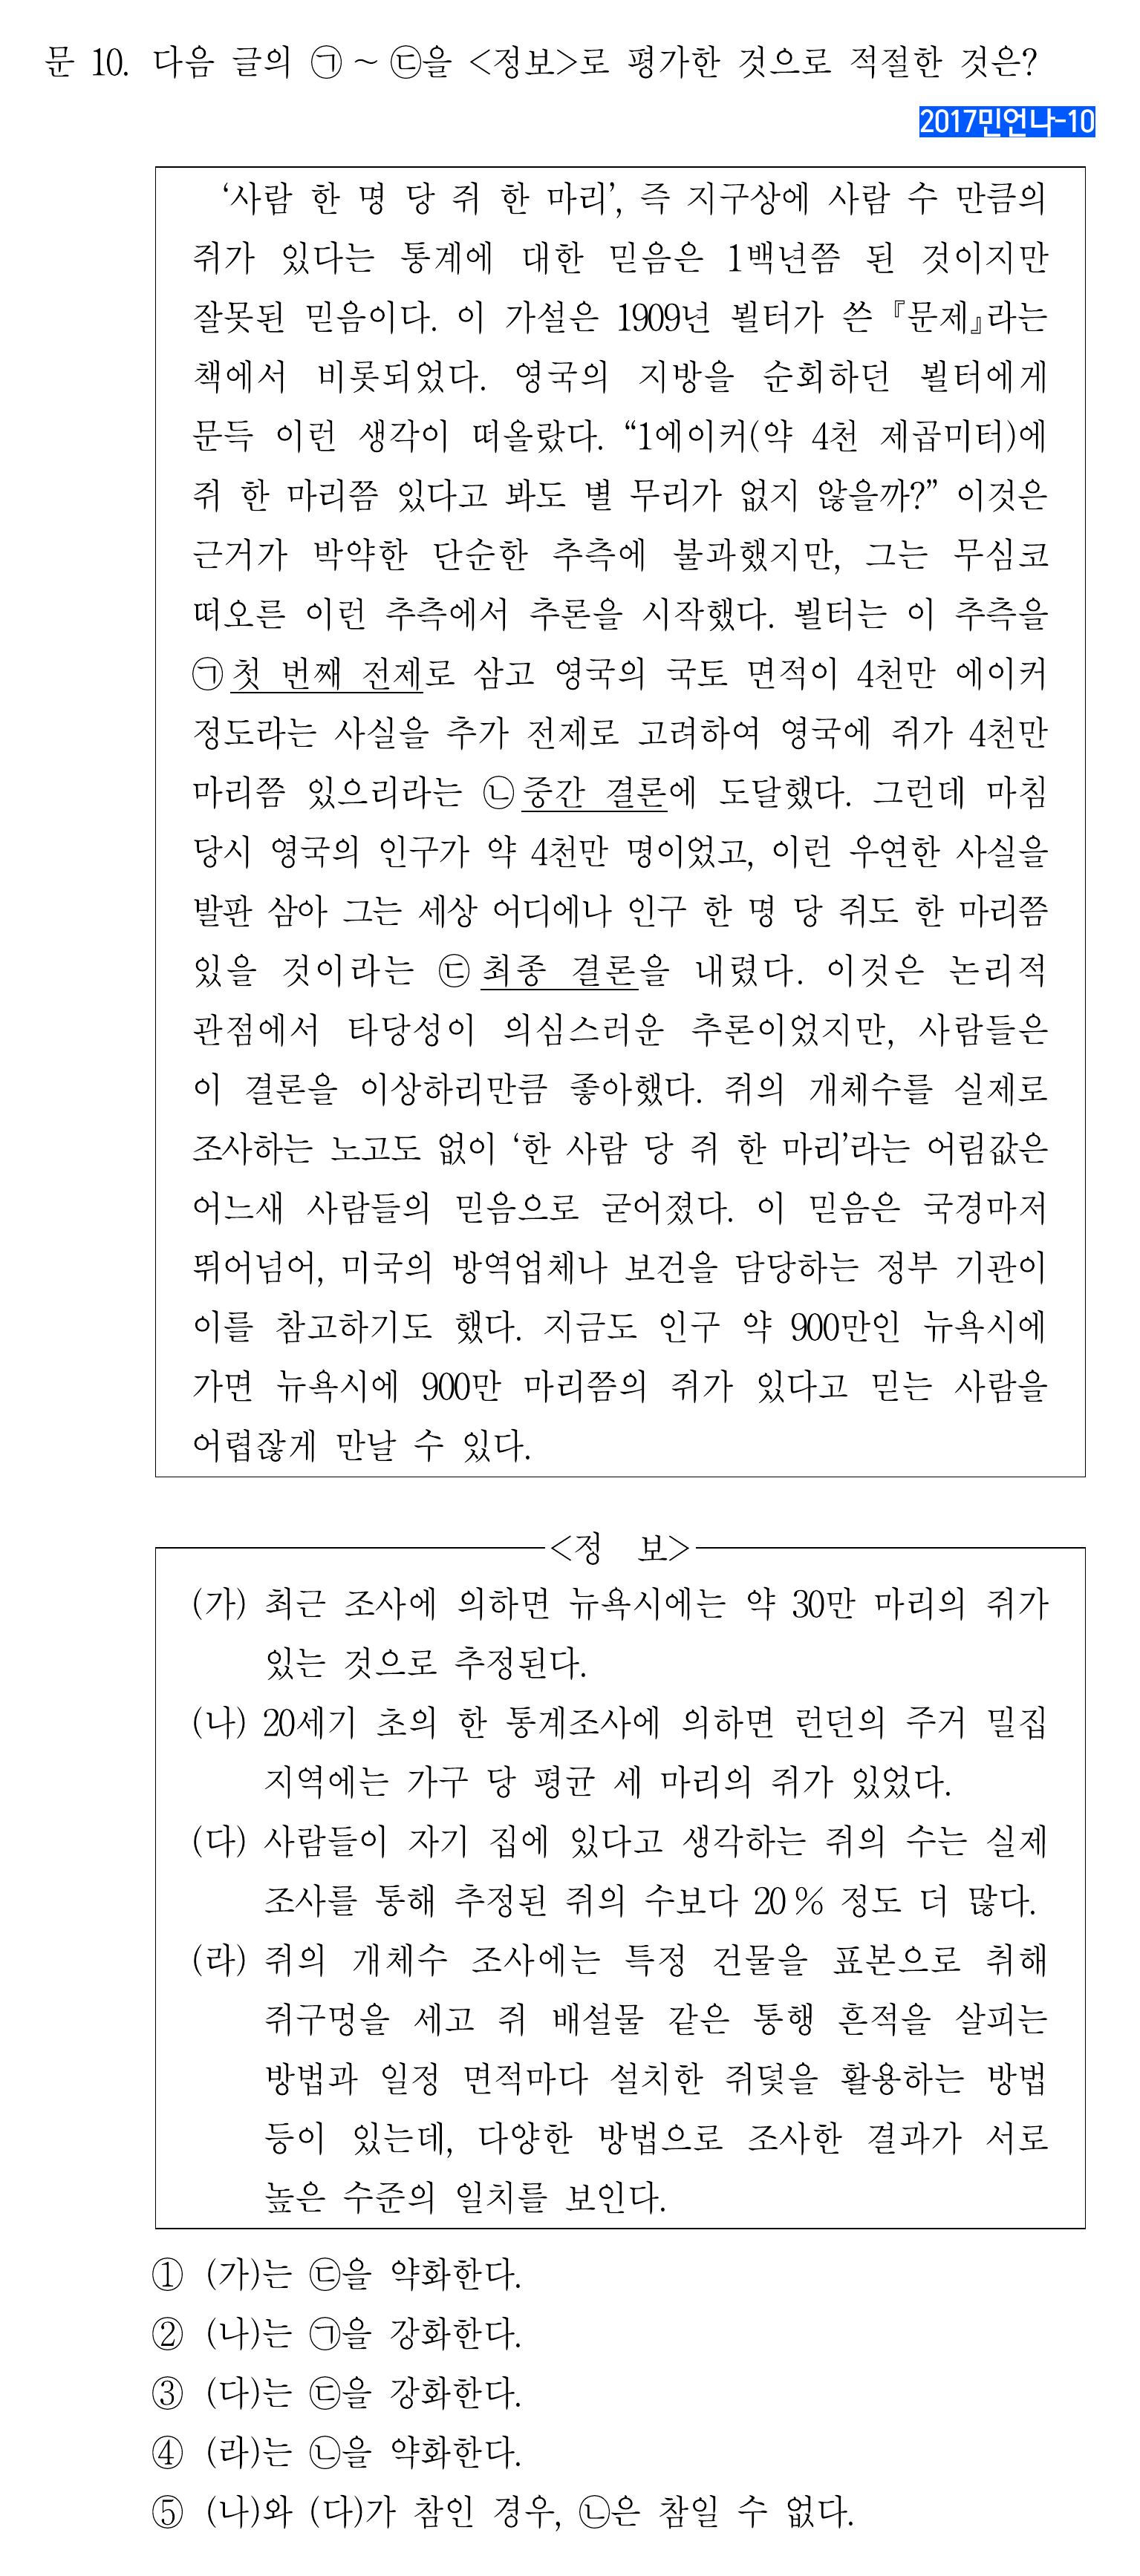 문 10. 다음 글의 ㉠ ~ ㉢을 <정보>로 평가한 것으로 적절한 것은?
2017민언나-10
‘사람 한 명 당 쥐 한 마리’, 즉 지구상에 사람 수 만큼의
쥐가 있다는 통계에 대한 믿음은 1백년쯤 된 것이지만
잘못된 믿음이다. 이 가설은 1909년 뵐터가 쓴 『문제』라는
책에서 비롯되었다. 영국의 지방을 순회하던 뵐터에게
문득 이런 생각이 떠올랐다. “1에이커(약 4천 제곱미터)에
쥐 한 마리쯤 있다고 봐도 별 무리가 없지 않을까?” 이것은
근거가 박약한 단순한 추측에 불과했지만, 그는 무심코
떠오른 이런 추측에서 추론을 시작했다. 뵐터는 이 추측을
㉠첫 번째 전제로 삼고 영국의 국토 면적이 4천만 에이커
정도라는 사실을 추가 전제로 고려하여 영국에 쥐가 4천만
마리쯤 있으리라는 ㉡중간 결론에 도달했다. 그런데 마침
당시 영국의 인구가 약 4천만 명이었고, 이런 우연한 사실을
발판 삼아 그는 세상 어디에나 인구 한 명 당 쥐도 한 마리쯤
있을 것이라는 ㉢최종 결론을 내렸다. 이것은 논리적
관점에서 타당성이 의심스러운 추론이었지만, 사람들은
이 결론을 이상하리만큼 좋아했다. 쥐의 개체수를 실제로
조사하는 노고도 없이 ‘한 사람 당 쥐 한 마리’라는 어림값은
어느새 사람들의 믿음으로 굳어졌다. 이 믿음은 국경마저
뛰어넘어, 미국의 방역업체나 보건을 담당하는 정부 기관이
이를 참고하기도 했다. 지금도 인구 약 900만인 뉴욕시에
가면 뉴욕시에 900만 마리쯤의 쥐가 있다고 믿는 사람을
어렵잖게 만날 수 있다.
<정 보>
(가) 최근 조사에 의하면 뉴욕시에는 약 30만 마리의 쥐가
있는 것으로 추정된다.
(나) 20세기 초의 한 통계조사에 의하면 런던의 주거 밀집
지역에는 가구 당 평균 세 마리의 쥐가 있었다.
(다) 사람들이 자기 집에 있다고 생각하는 쥐의 수는 실제
조사를 통해 추정된 쥐의 수보다 20 % 정도 더 많다.
(라) 쥐의 개체수 조사에는 특정 건물을 표본으로 취해
쥐구멍을 세고 쥐 배설물 같은 통행 흔적을 살피는
방법과 일정 면적마다 설치한 쥐덫을 활용하는 방법
등이 있는데, 다양한 방법으로 조사한 결과가 서로
높은 수준의 일치를 보인다.
① (가)는 ㉢을 약화한다.
② (나)는 ㉠을 강화한다.
③ (다)는 ㉢을 강화한다.
④ (라)는 ㉡을 약화한다.
⑤ (나)와 (다)가 참인 경우, ㉡은 참일 수 없다.